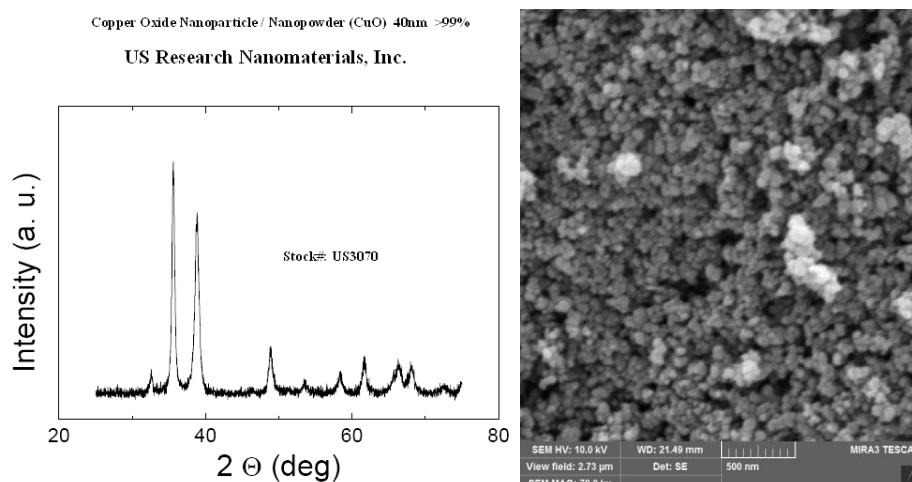 Copper Oxide Nanoparticle / Nanopowder (CuO) 40nm >99%
US Research Nanomaterials, Inc.
Intensity (a. u.)
Stock#: US3070
20 40 60 80
2 Θ (deg)
SEM HV: 10.0 kV WD: 21.49 mm MIRA3 TESCA
View field: 2.73 µm Det: SE 500 nm